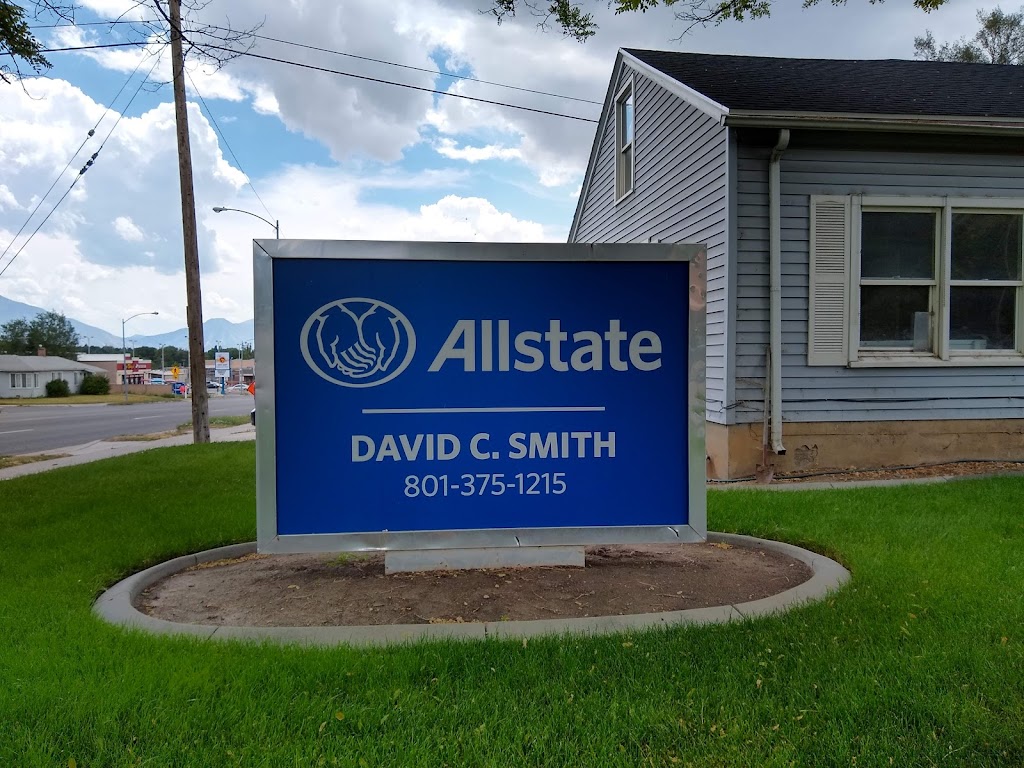 Allstate
DAVID C. SMITH
801-375-1215